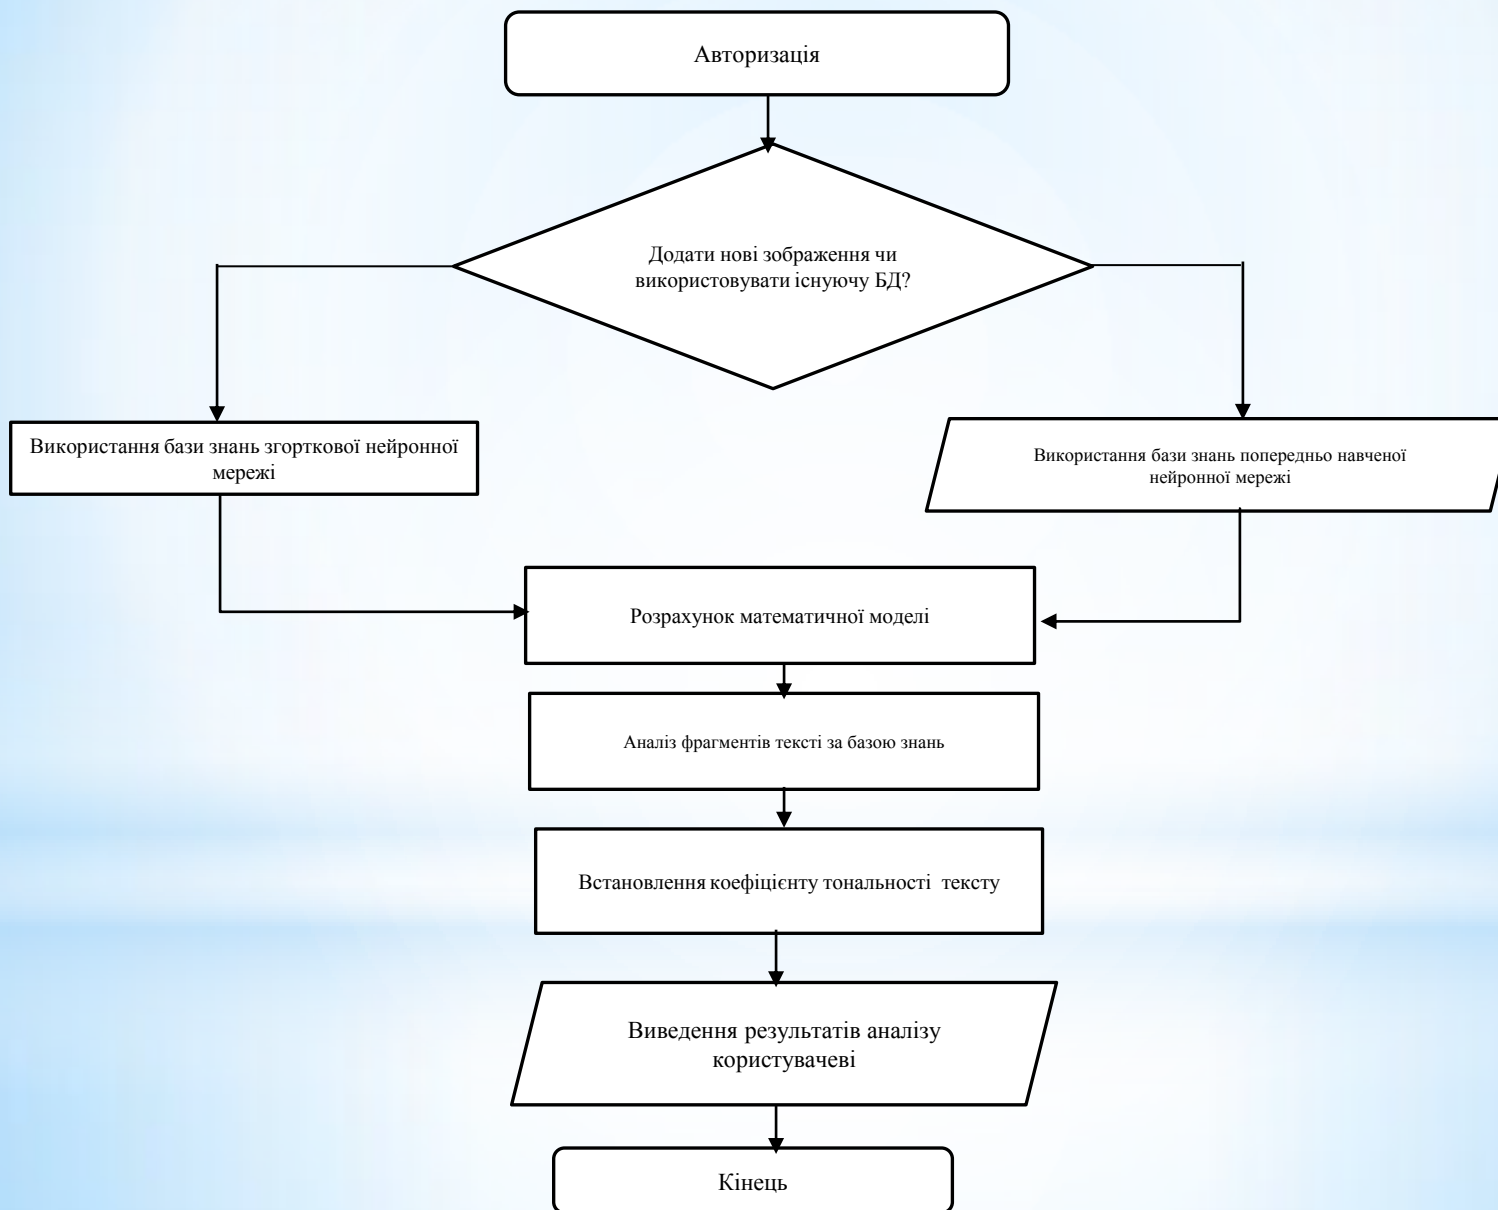 Авторизація
Додати нові зображення чи
використовувати існуючу БД?
Використання бази знань згорткової нейронної
мережі
Використання бази знань попередньо навченої
нейронної мережі
Розрахунок математичної моделі
Аналіз фрагментів тексті за базою знань
Встановлення коефіцієнту тональності тексту
Виведення результатів аналізу
користувачеві
Кінець